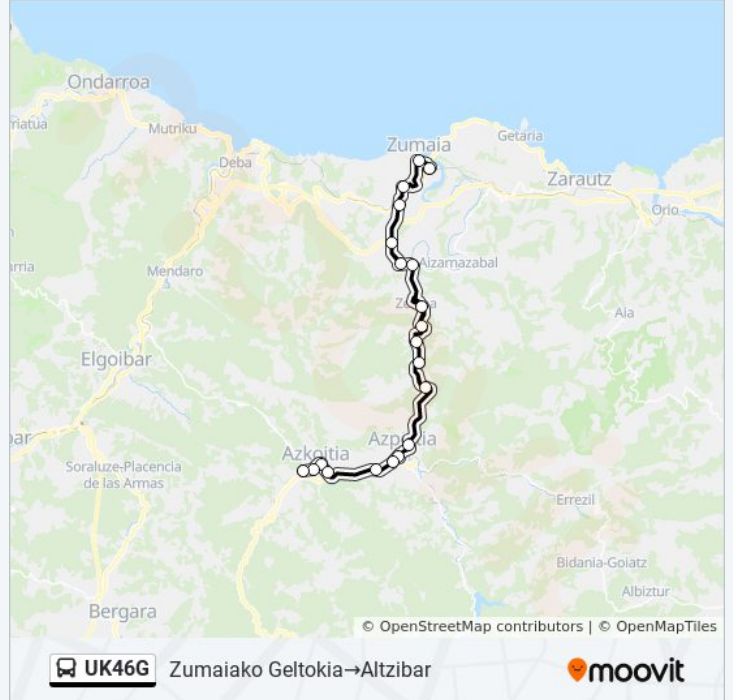 Ondarroa
Mutriku
Deba
Zumaia
Getaria
Zarautz
Orio
Mendaro
Aizamazabal
Aia
Elgoibar
Azkoitia
Soraluze-Placencia
de las Armas
Errezil
Bidania-Goiatz
Albiztur
Bergara
© OpenStreetMap contributors | © OpenMapTiles
UK46G Zumaiako Geltokia→Altzibar
moovit